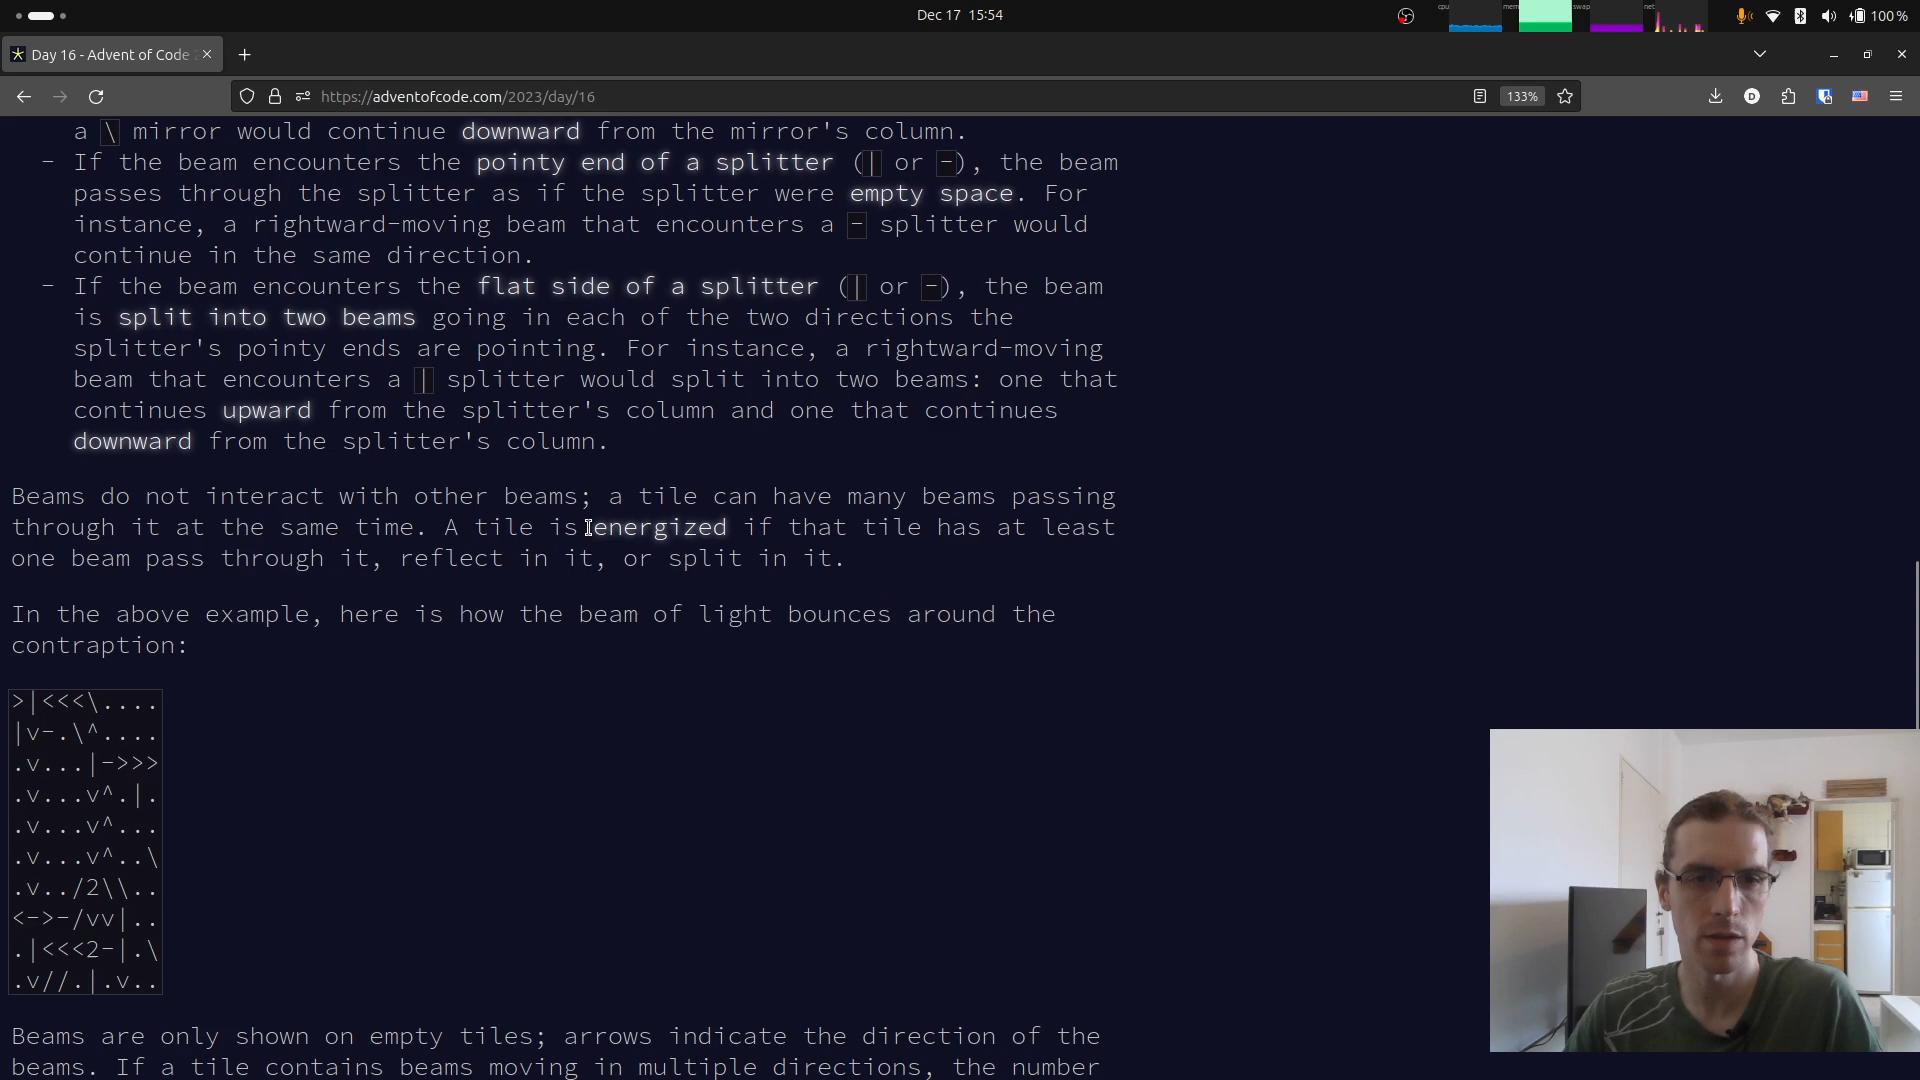 Dec 17 15:54
cpu mem swap net 100 %
Day 16 - Advent of Code
https://adventofcode.com/2023/day/16 133%
a \ mirror would continue downward from the mirror's column.
- If the beam encounters the pointy end of a splitter (| or -), the beam
passes through the splitter as if the splitter were empty space. For
instance, a rightward-moving beam that encounters a - splitter would
continue in the same direction.
- If the beam encounters the flat side of a splitter (| or -), the beam
is split into two beams going in each of the two directions the
splitter's pointy ends are pointing. For instance, a rightward-moving
beam that encounters a | splitter would split into two beams: one that
continues upward from the splitter's column and one that continues
downward from the splitter's column.
Beams do not interact with other beams; a tile can have many beams passing
through it at the same time. A tile is energized if that tile has at least
one beam pass through it, reflect in it, or split in it.
In the above example, here is how the beam of light bounces around the
contraption:
>|<<<\....
|v-.\^....
.v...|->>>
.v...v^.|.
.v...v^...
.v...v^..\
.v../2\\..
<->-/vv|..
.|<<<2-|.\
.v//.|.v..
Beams are only shown on empty tiles; arrows indicate the direction of the
beams. If a tile contains beams moving in multiple directions, the number